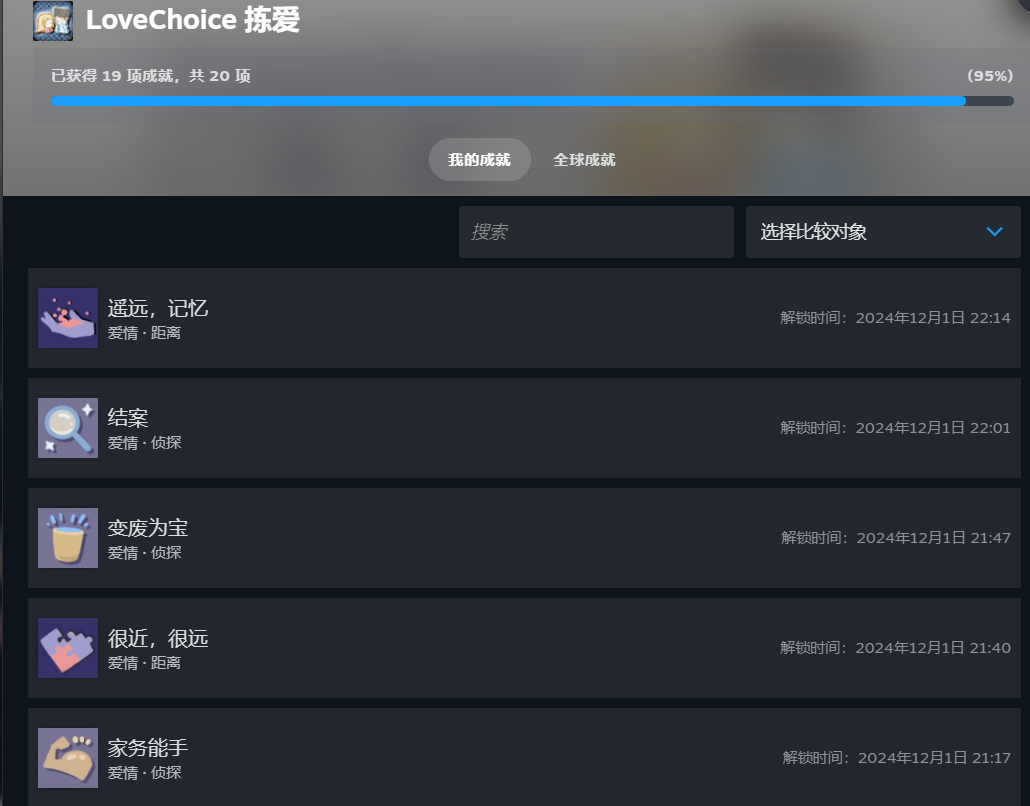 LoveChoice 拣爱
已获得 19 项成就，共 20 项 (95%)
我的成就 全球成就
搜索 选择比较对象
遥远，记忆
爱情 · 距离
解锁时间：2024年12月1日 22:14
结案
爱情 · 侦探
解锁时间：2024年12月1日 22:01
变废为宝
爱情 · 侦探
解锁时间：2024年12月1日 21:47
很近，很远
爱情 · 距离
解锁时间：2024年12月1日 21:40
家务能手
爱情 · 侦探
解锁时间：2024年12月1日 21:17